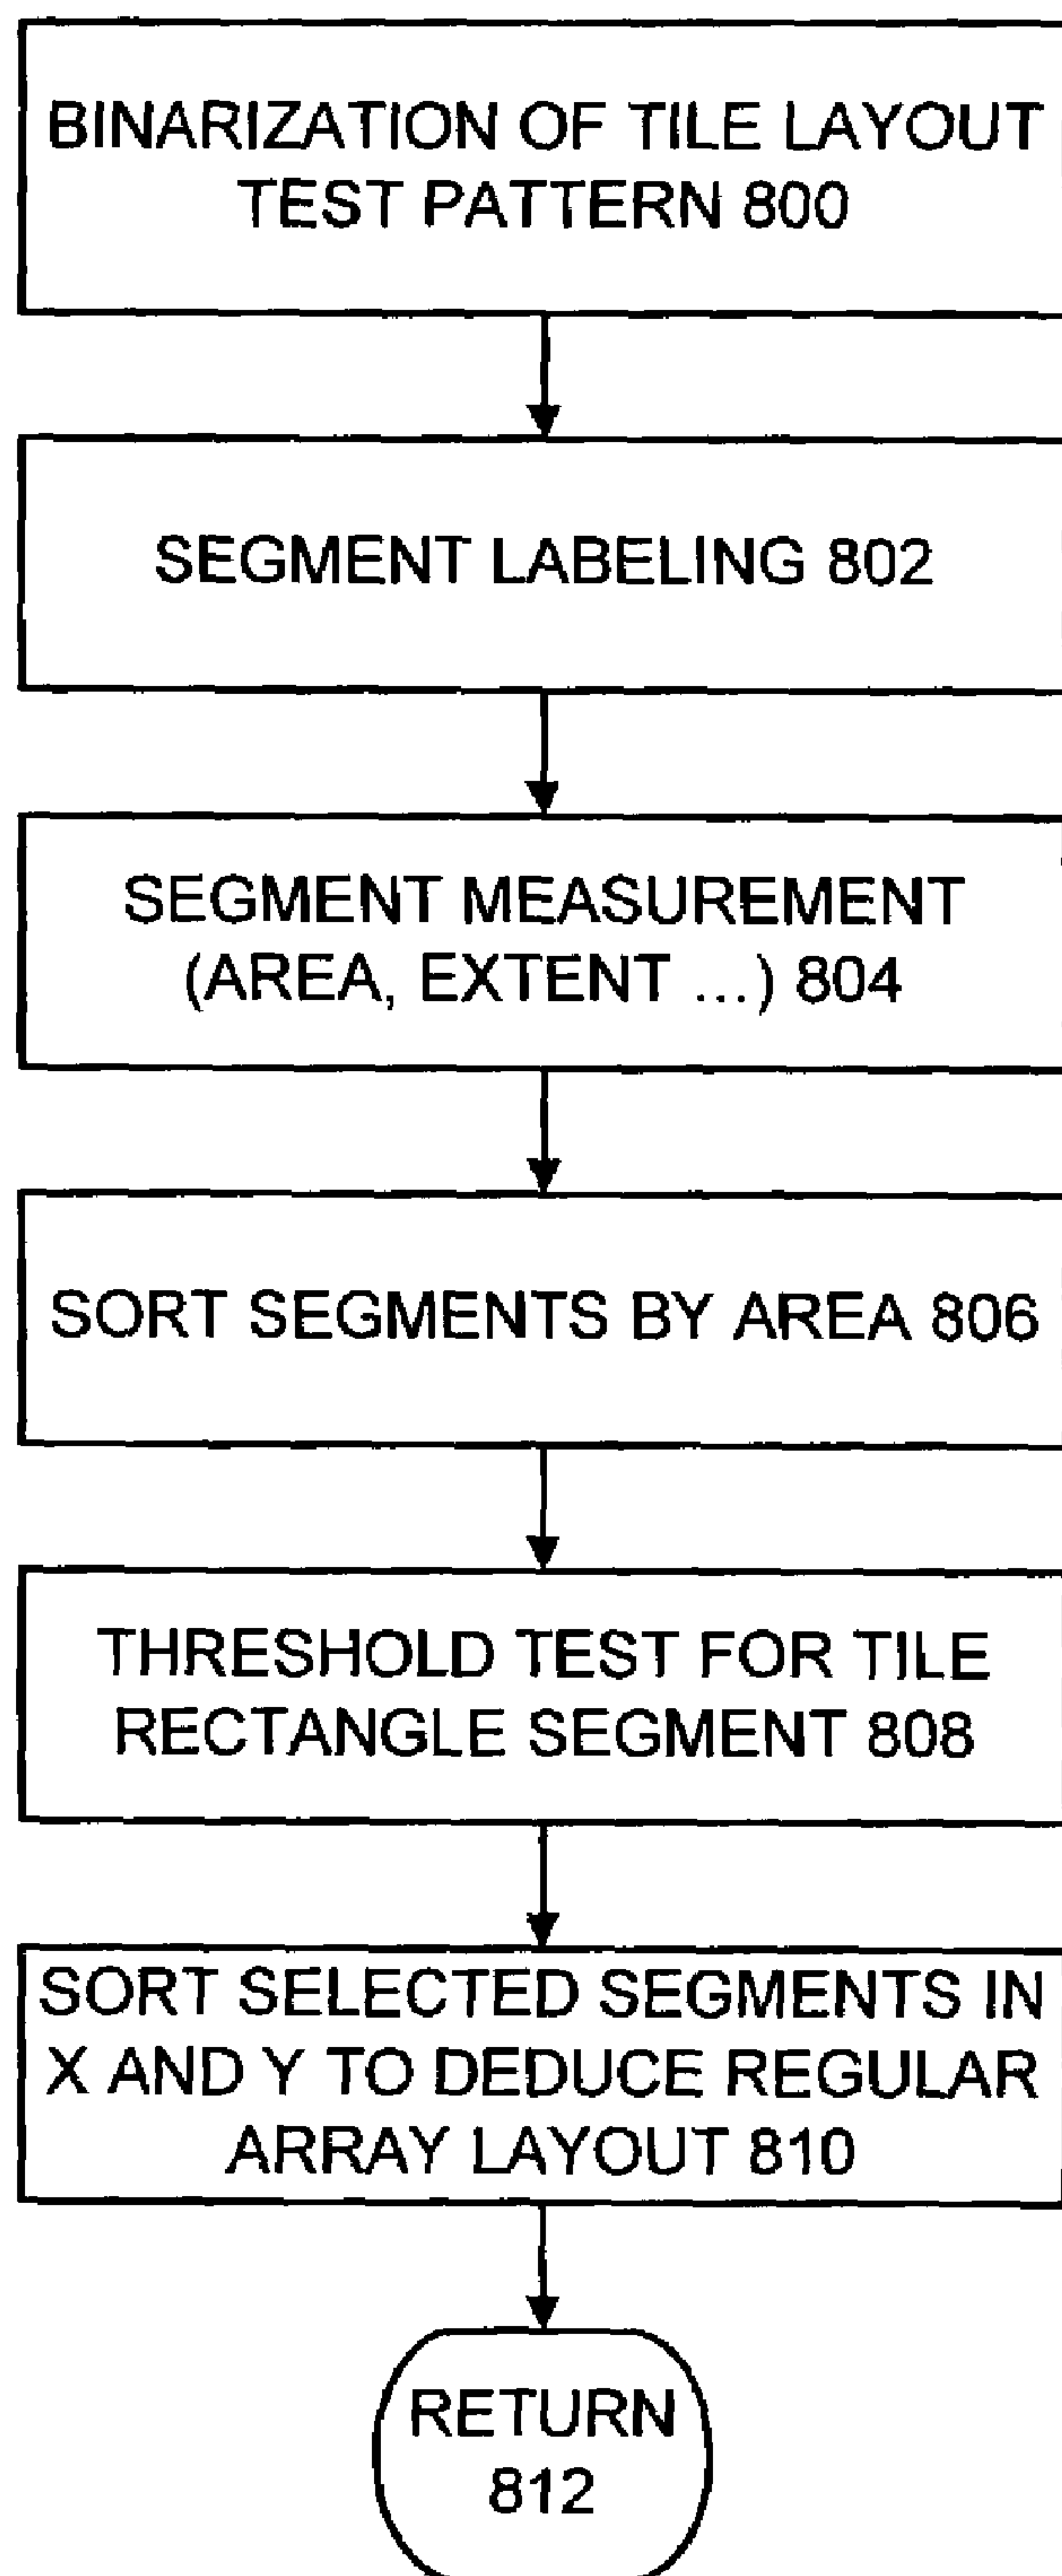 BINARIZATION OF TILE LAYOUT
TEST PATTERN 800
SEGMENT LABELING 802
SEGMENT MEASUREMENT
(AREA, EXTENT ...) 804
SORT SEGMENTS BY AREA 806
THRESHOLD TEST FOR TILE
RECTANGLE SEGMENT 808
SORT SELECTED SEGMENTS IN
X AND Y TO DEDUCE REGULAR
ARRAY LAYOUT 810
RETURN
812